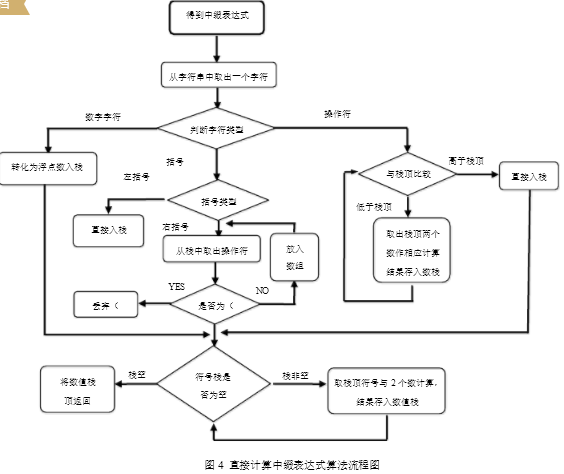 档
得到中缀表达式
从字符串中取出一个字符
数字字符
判断字符类型
操作符
转化为浮点数入栈
括号
左括号
括号类型
与栈顶比较
高于栈顶
直接入栈
直接入栈
右括号
低于栈顶
从栈中取出操作符
放入
数组
取出栈顶两个
数作相应计算
结果存入数栈
YES
NO
丢弃（
是否为（
栈空
符号栈是
否为空
栈非空
将数值栈
顶返回
取栈顶符号与2个数计算，
结果存入数值栈
图 4 直接计算中缀表达式算法流程图